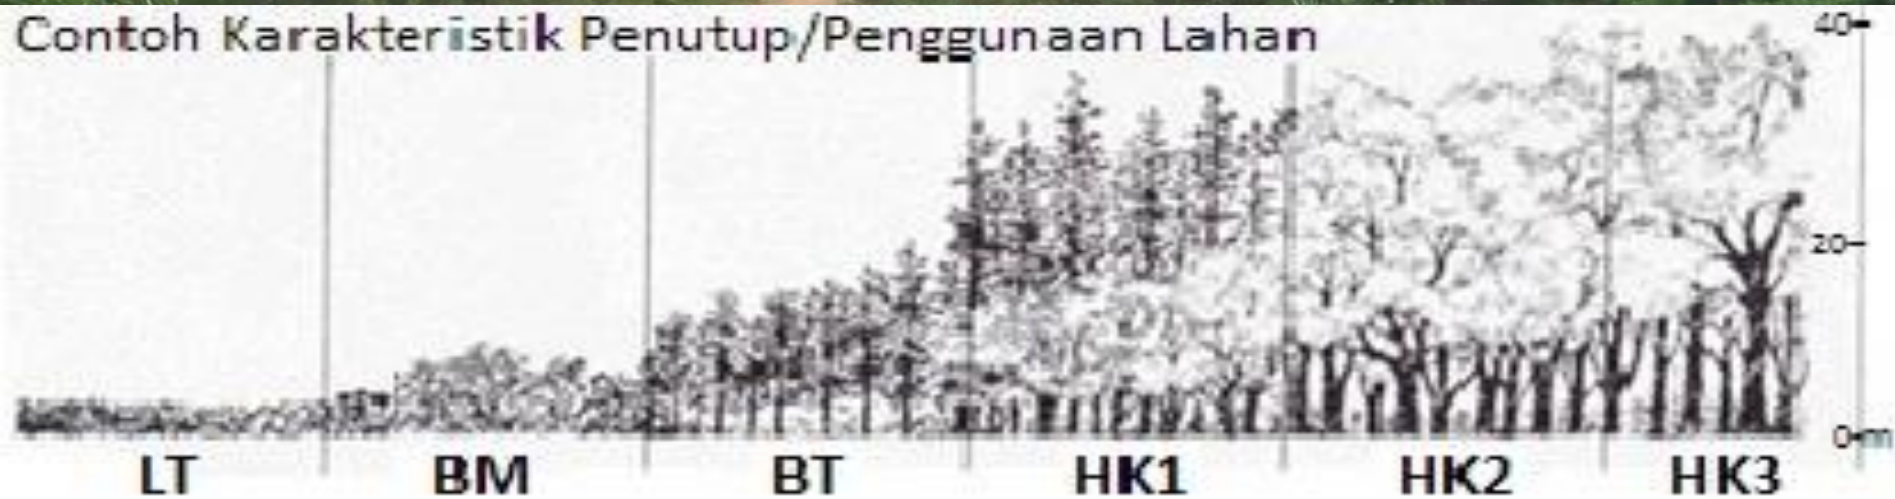 Contoh Karakteristik Penutup/Penggunaan Lahan
40
20
0 m
LT BM BT HK1 HK2 HK3